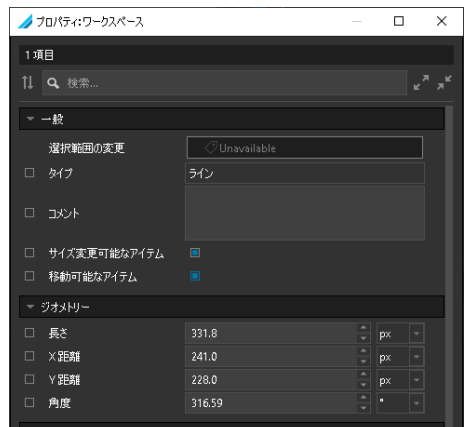 プロパティ:ワークスペース
1項目
検索...
一般
選択範囲の変更 Unavailable
タイプ ライン
コメント
サイズ変更可能なアイテム
移動可能なアイテム
ジオメトリー
長さ 331.8 px
X 距離 241.0 px
Y 距離 228.0 px
角度 316.59 °